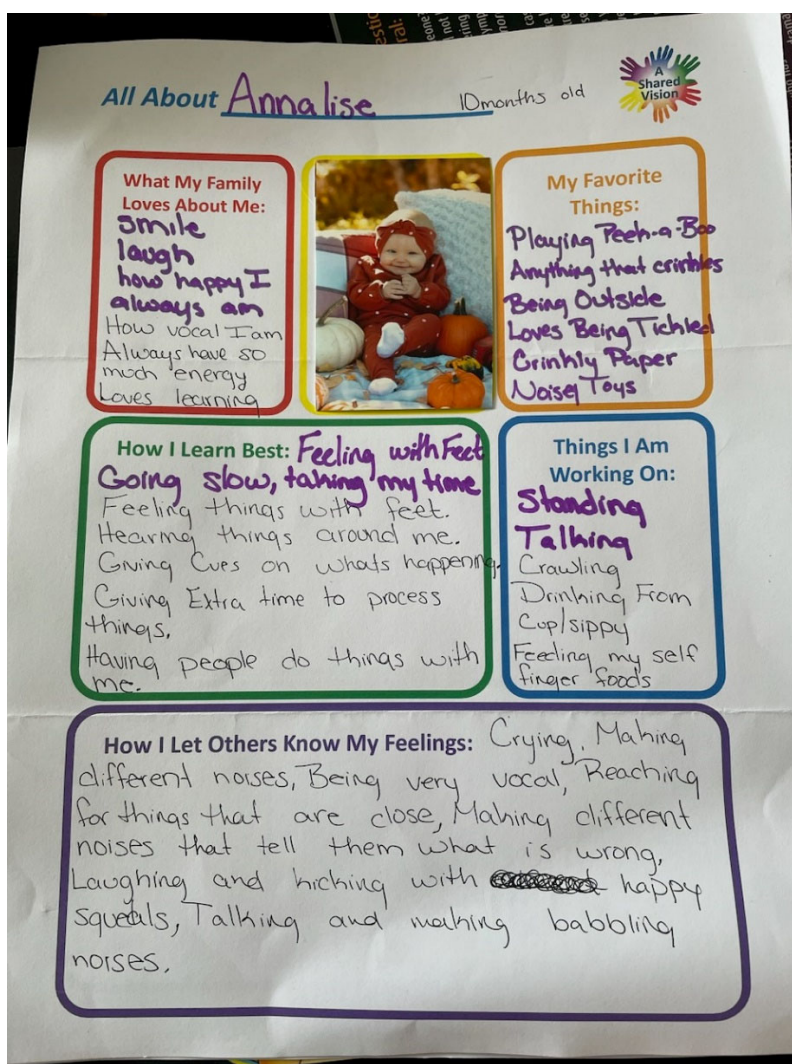 All About Annalise 10months old
A
Shared
Vision
What My Family
Loves About Me:
smile
laugh
how happy I
always am
How vocal I am
Always have so
much energy
Loves learning
My Favorite
Things:
Playing Peek-a-Boo
Anything that crinkles
Being Outside
Loves Being Tickled
Crinkly Paper
Noisey Toys
How I Learn Best: Feeling with Feet
Going slow, taking my time
Feeling things with feet.
Hearing things around me.
Giving Cues on whats happening.
Giving Extra time to process
things.
Having people do things with
me.
Things I Am
Working On:
Standing
Talking
Crawling
Drinking From
Cup/sippy
Feeding my self
finger foods
How I Let Others Know My Feelings: Crying, Making
different noises, Being very vocal, Reaching
for things that are close, Making different
noises that tell them what is wrong,
Laughing and kicking with happy
squeals, Talking and making babbling
noises.